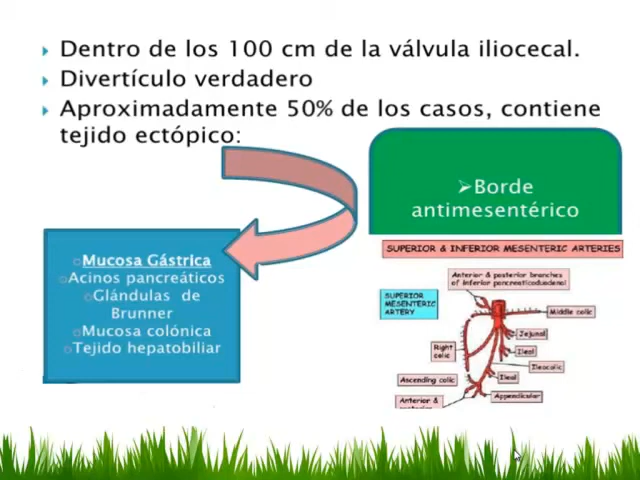 Dentro de los 100 cm de la válvula iliocecal.
Divertículo verdadero
Aproximadamente 50% de los casos, contiene
tejido ectópico:
➢Borde
antimesentérico
Mucosa Gástrica
Acinos pancreáticos
Glándulas de
Brunner
Mucosa colónica
Tejido hepatobiliar
SUPERIOR & INFERIOR MESENTERIC ARTERIES
Anterior & posterior branches
of inferior pancreaticoduodenal
SUPERIOR
MESENTERIC
ARTERY
Middle colic
Jejunal
Right
colic
Ileal
Ileocolic
Ascending colic
Ileal
Appendicular
Anterior &